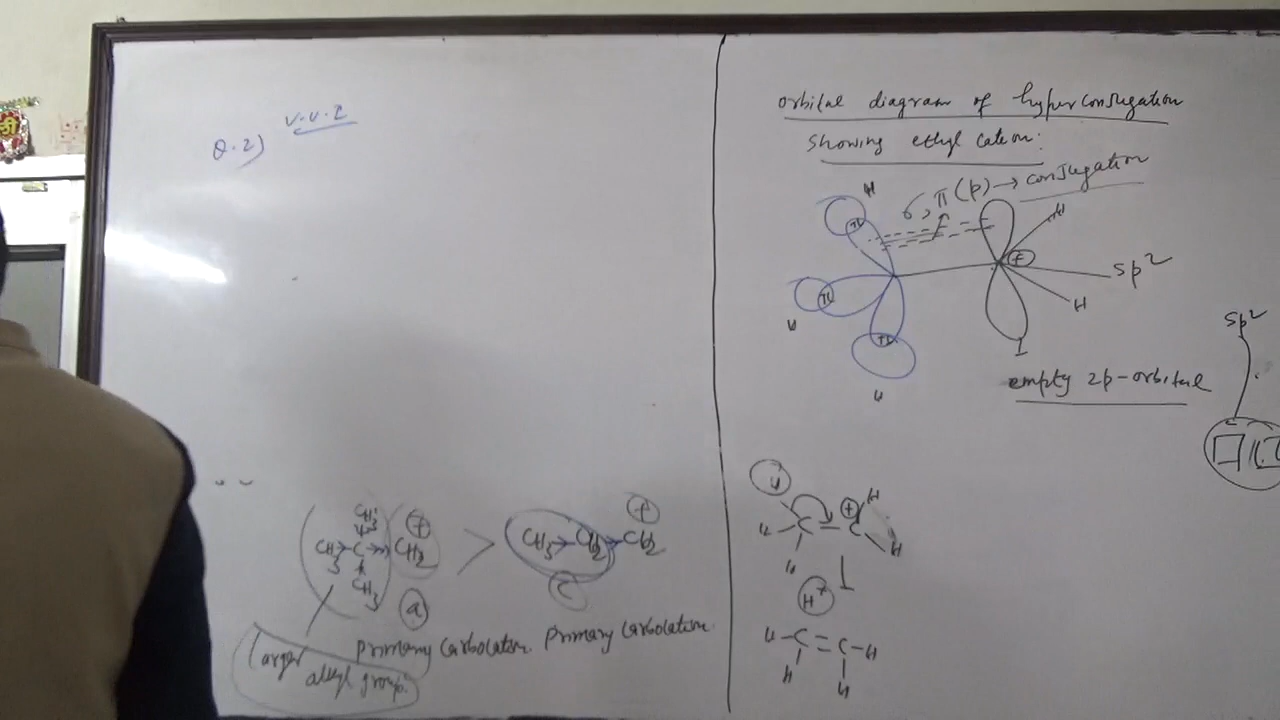 Q.2) V.V.I
CH3
CH3 C CH2 + > CH3 CH2 CH2 +
CH3
a c
primary Carbocation. primary Carbocation.
larger
alkyl group.
orbital diagram of hyperconjugation
showing ethyl cation:
σ, π(p) → conjugation
H H
+ sp2
H H
H I
empty 2p-orbital
sp2
H + H
H C C
H H
H+
H C = C H
H H